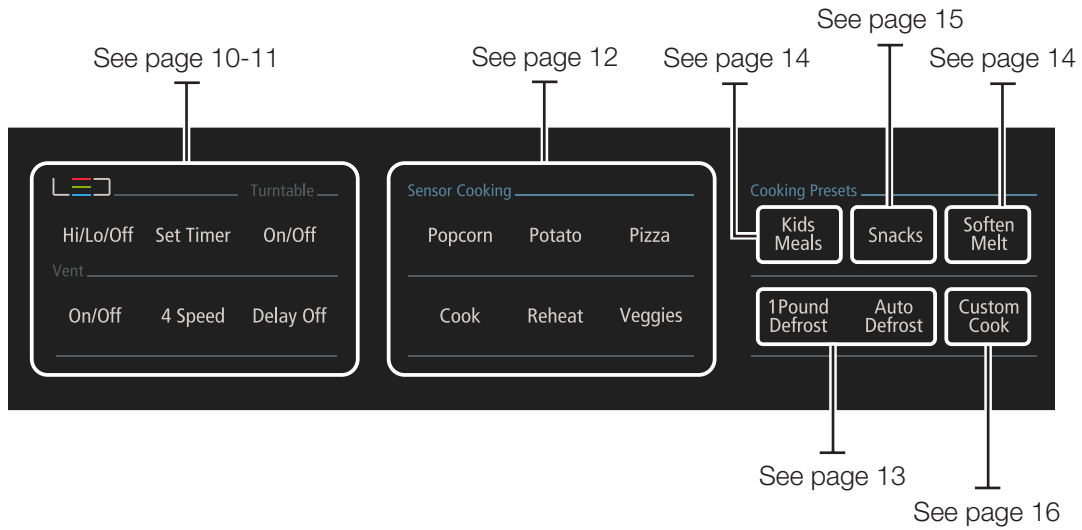 See page 15
See page 10-11
See page 12
See page 14
See page 14
LED
Turntable
Hi/Lo/Off
Set Timer
On/Off
Vent
On/Off
4 Speed
Delay Off
Sensor Cooking
Popcorn
Potato
Pizza
Cook
Reheat
Veggies
Cooking Presets
Kids
Meals
Snacks
Soften
Melt
1Pound
Defrost
Auto
Defrost
Custom
Cook
See page 13
See page 16